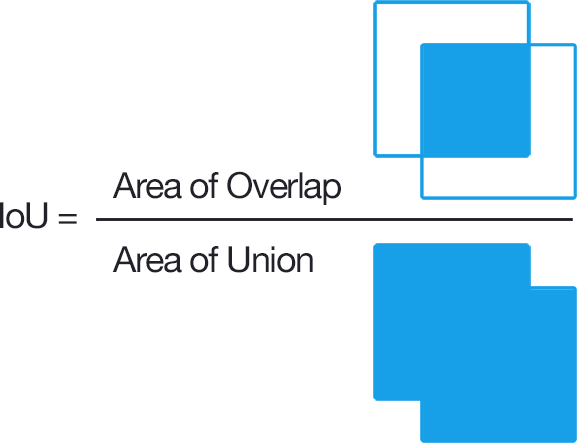 Area of Overlap
IoU =
Area of Union